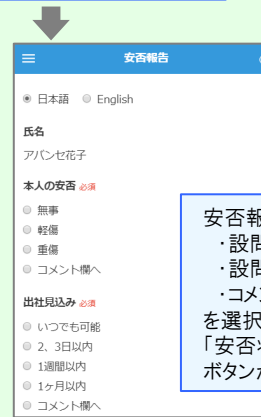 安否報告
日本語 English
氏名
アバンセ花子
本人の安否 必須
無事
軽傷
重傷
コメント欄へ
出社見込み 必須
いつでも可能
2、3日以内
1週間以内
1ヶ月以内
コメント欄へ
安否報
・設問
・設問
・コメン
を選択
「安否
ボタンが